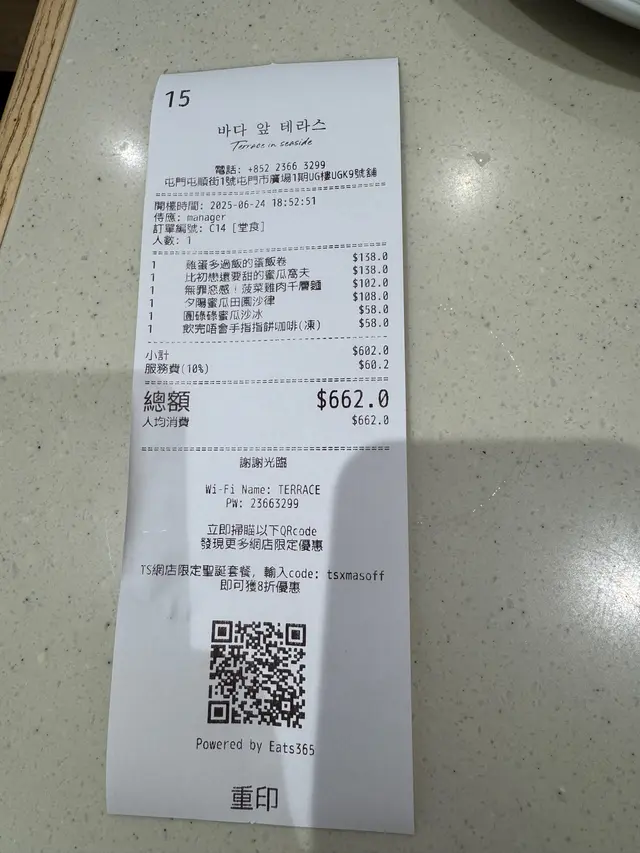 15
바다 앞 테라스
Terrace in seaside
電話: +852 2366 3299
屯門屯順街1號屯門市廣場1期UG樓UGK9號舖
開檯時間: 2025-06-24 18:52:51
侍應: manager
訂單編號: C14 [堂食]
人數: 1
1 雞蛋多過飯的蛋飯卷 $138.0
1 比初戀還要甜的蜜瓜窩夫 $138.0
1 無罪惡感！菠菜雞肉千層麵 $102.0
1 夕陽蜜瓜田園沙律 $108.0
1 圓碌碌蜜瓜沙冰 $58.0
1 飲完唔會手指指餅咖啡(凍) $58.0
小計 $602.0
服務費(10%) $60.2
總額 $662.0
人均消費 $662.0
謝謝光臨
Wi-Fi Name: TERRACE
PW: 23663299
立即掃瞄以下QRcode
發現更多網店限定優惠
TS網店限定聖誕套餐, 輸入code: tsxmasoff
即可獲8折優惠
Powered by Eats365
重印